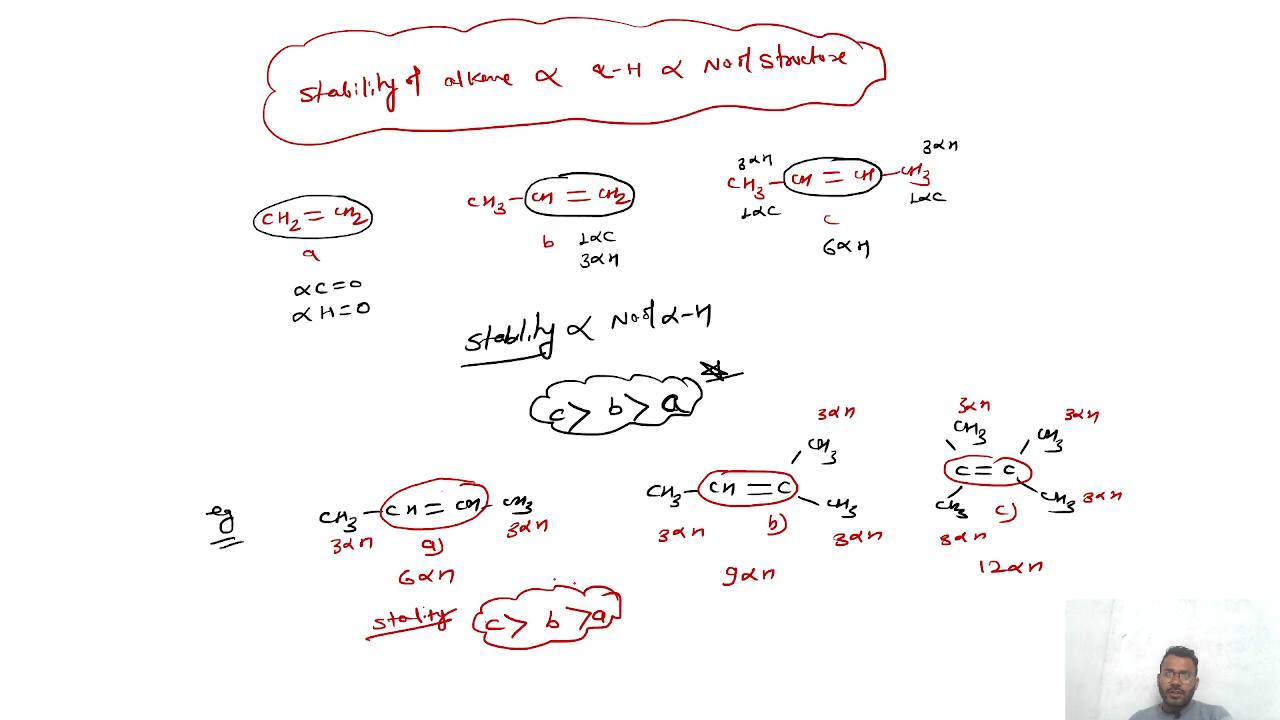 Stability of alkene α α-H α No of Structure
CH₂=CH₂
a
αC=0
αH=0
CH₃-CH=CH₂
b
1αC
3αH
3αH
3αH
CH₃-CH=CH-CH₃
1αC
1αC
c
6αH
Stability α No of α-H
c > b > a
eg
CH₃-CH=CH-CH₃
3αH
3αH
a)
6αH
3αH
CH₃
CH₃-CH=C
CH₃
3αH
3αH
b)
9αH
3αH
3αH
CH₃
CH₃
C=C
CH₃
CH₃
3αH
3αH
c)
12αH
stality
c > b > a